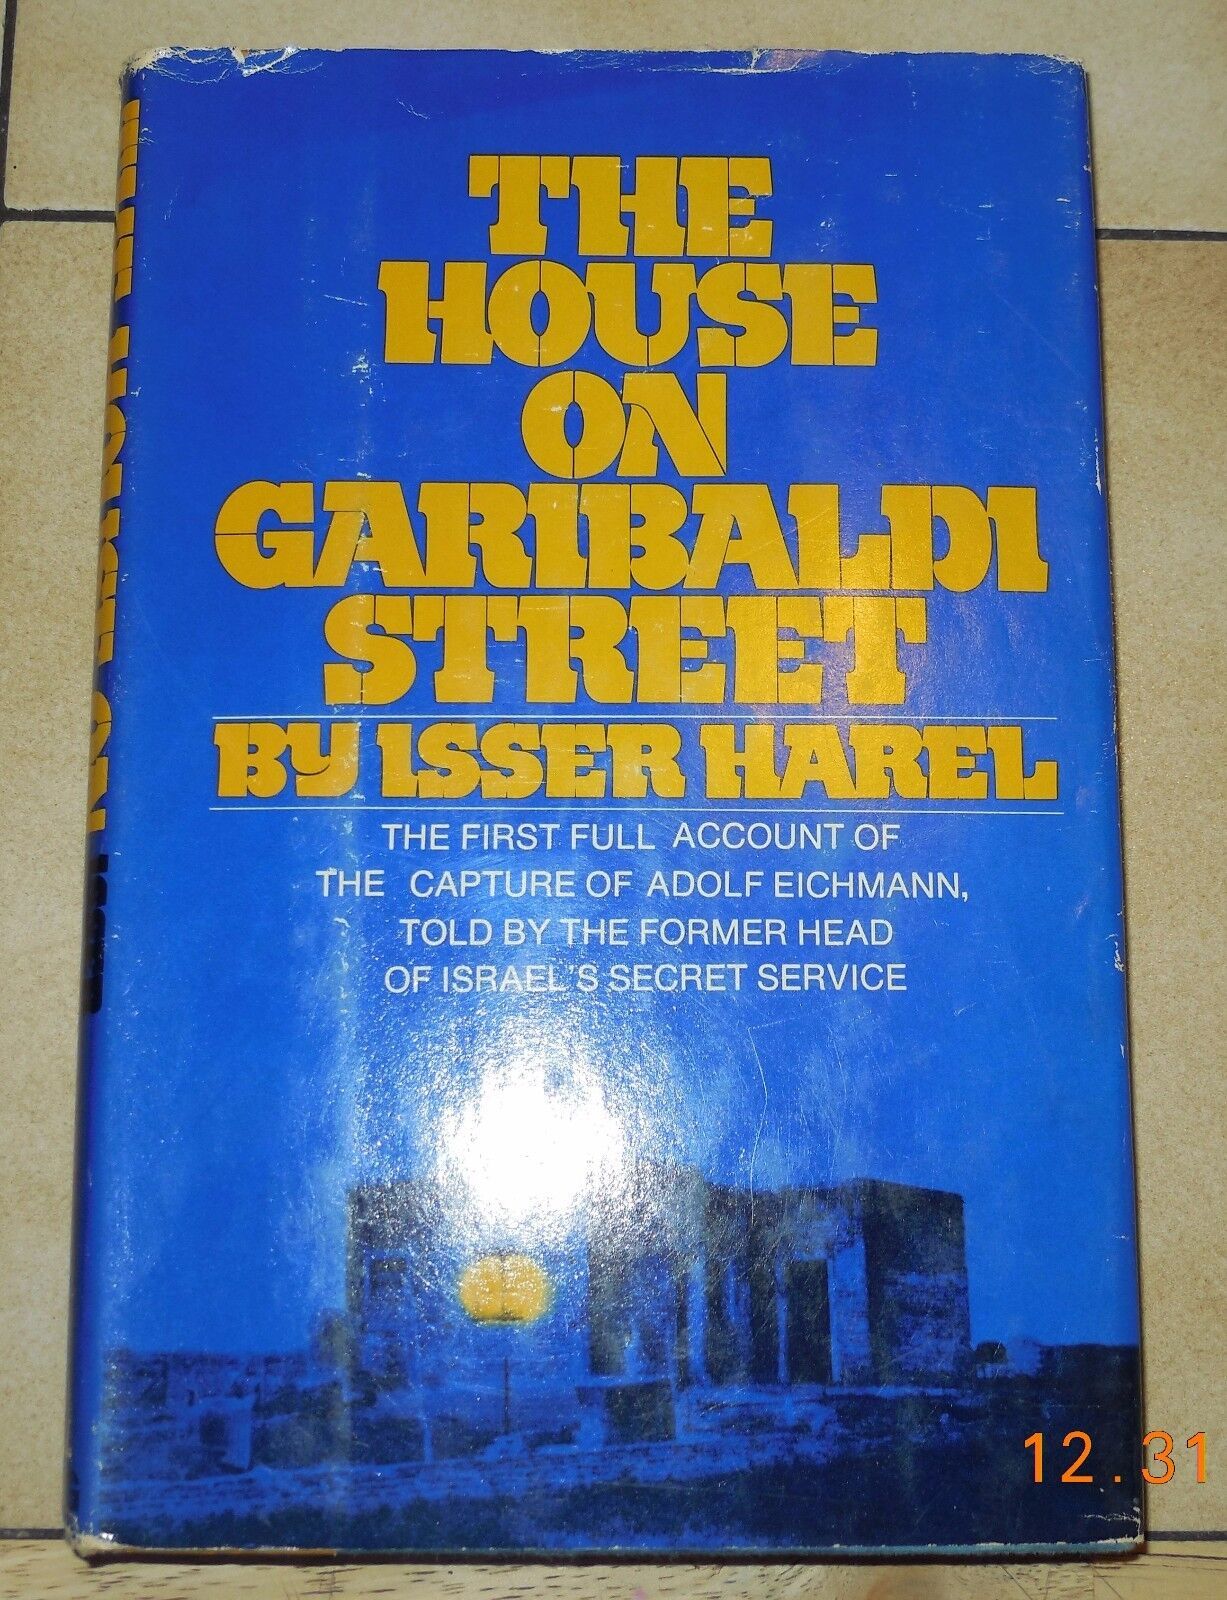 THE
HOUSE
ON
GARIBALDI
STREET
BY ISSER HAREL
THE FIRST FULL ACCOUNT OF
THE CAPTURE OF ADOLF EICHMANN,
TOLD BY THE FORMER HEAD
OF ISRAEL'S SECRET SERVICE
12.31